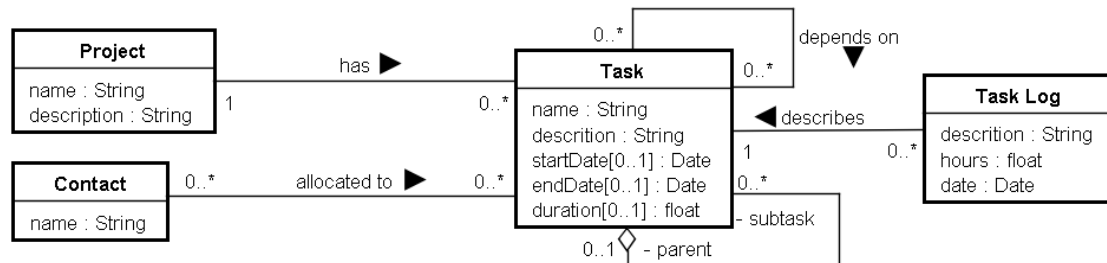 Project
name : String
description : String
has
1
0..*
Contact
name : String
0..*
allocated to
0..*
Task
name : String
descrition : String
startDate[0..1] : Date
endDate[0..1] : Date
duration[0..1] : float
0..*
depends on
0..*
describes
1
0..*
Task Log
descrition : String
hours : float
date : Date
0..*
- subtask
0..1
- parent